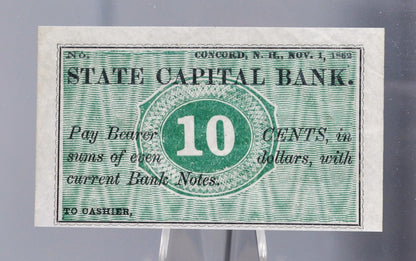 No. CONCORD, N. H., NOV. 1, 1862
STATE CAPITAL BANK.
Pay Bearer 10 CENTS, in
sums of even dollars, with
current Bank Notes.
TO CASHIER,